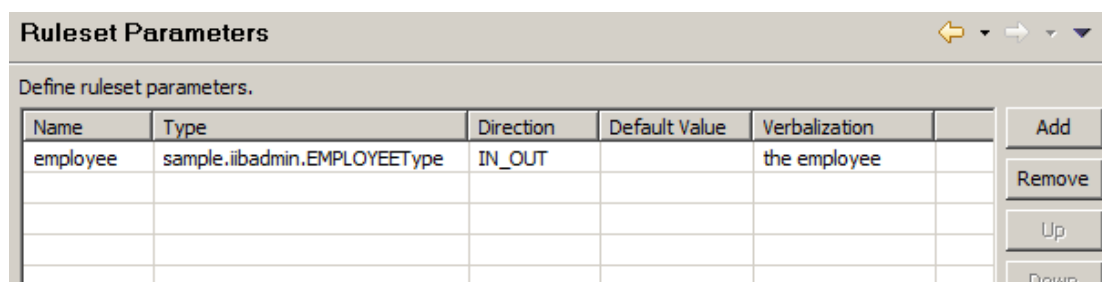 Ruleset Parameters
Define ruleset parameters.
Name Type Direction Default Value Verbalization Add
employee sample.iibadmin.EMPLOYEEType IN_OUT the employee
Remove
Up
Down